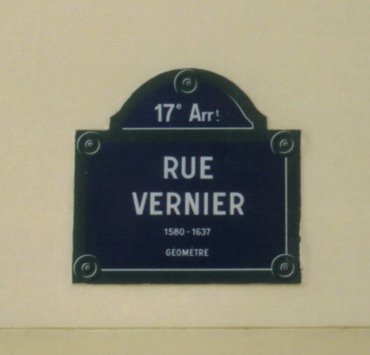 17e Arrt
RUE
VERNIER
1580 - 1637
GÉOMÈTRE